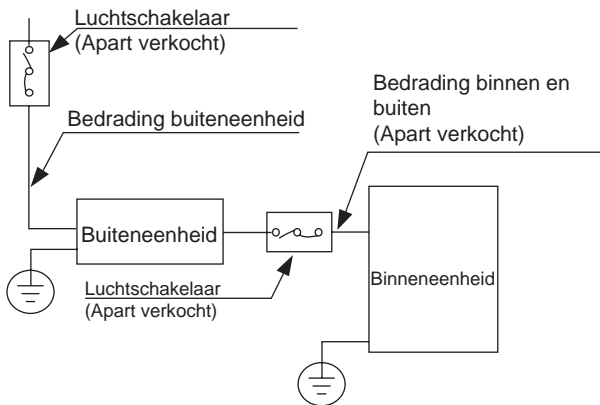 Luchtschakelaar
(Apart verkocht)
Bedrading binnen en
buiten
(Apart verkocht)
Bedrading buiteneenheid
Buiteneenheid
Luchtschakelaar
(Apart verkocht)
Binneneenheid